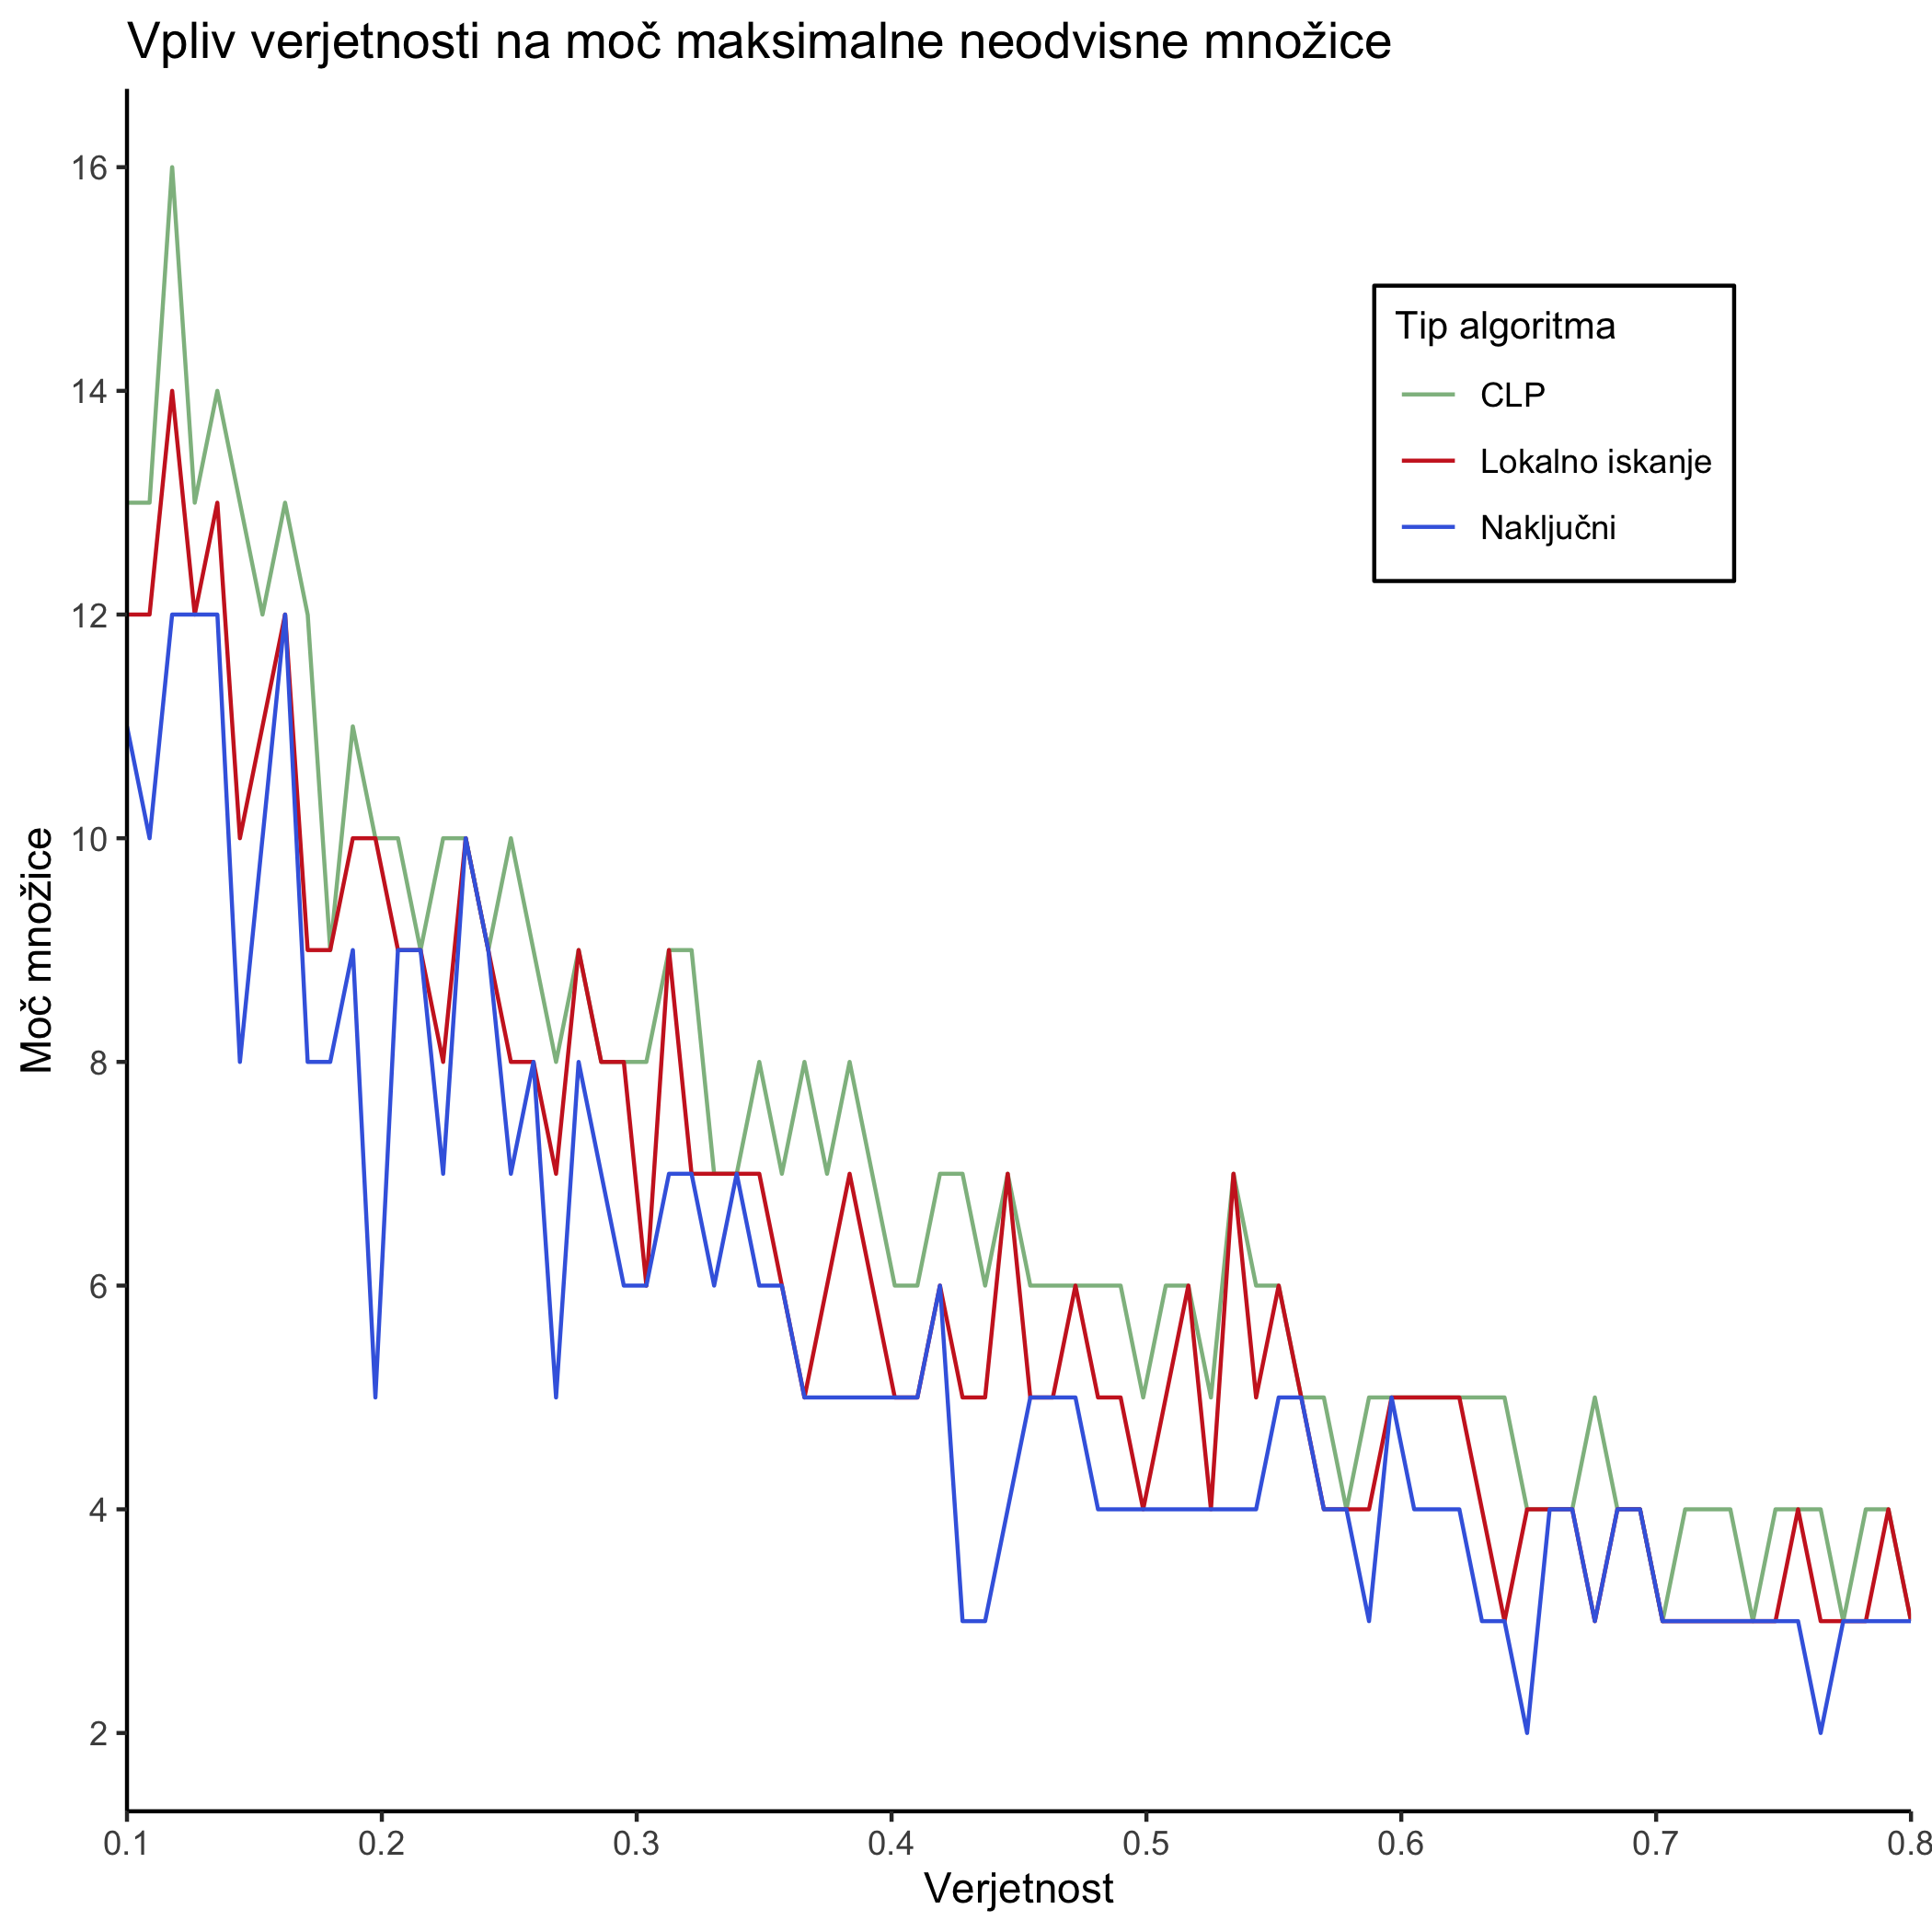 Vpliv verjetnosti na moč maksimalne neodvisne množice
16
14
12
10
8
6
4
2
Moč množice
Tip algoritma
CLP
Lokalno iskanje
Naključni
0.1 0.2 0.3 0.4 0.5 0.6 0.7 0.8
Verjetnost